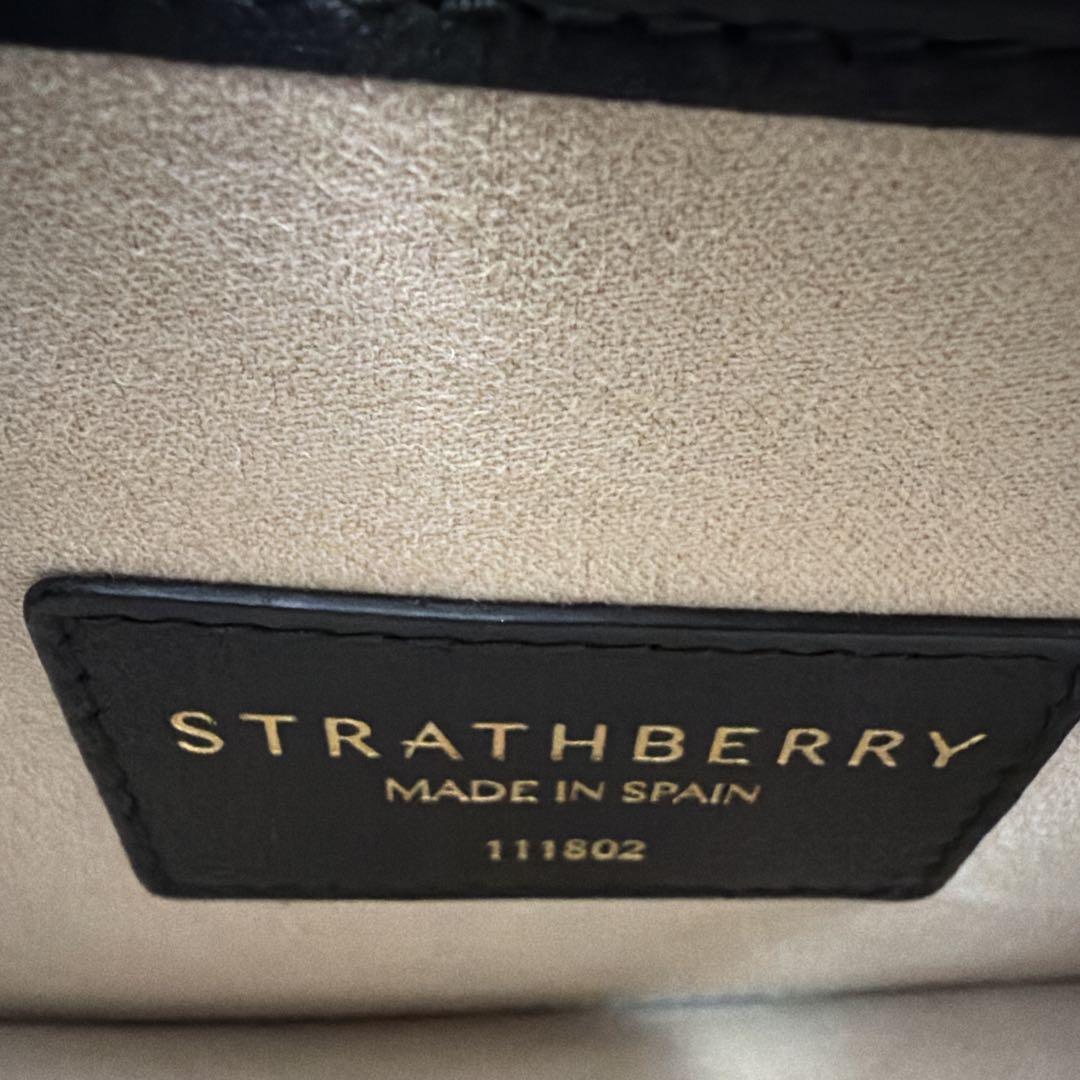 STRATHBERRY
MADE IN SPAIN
111802